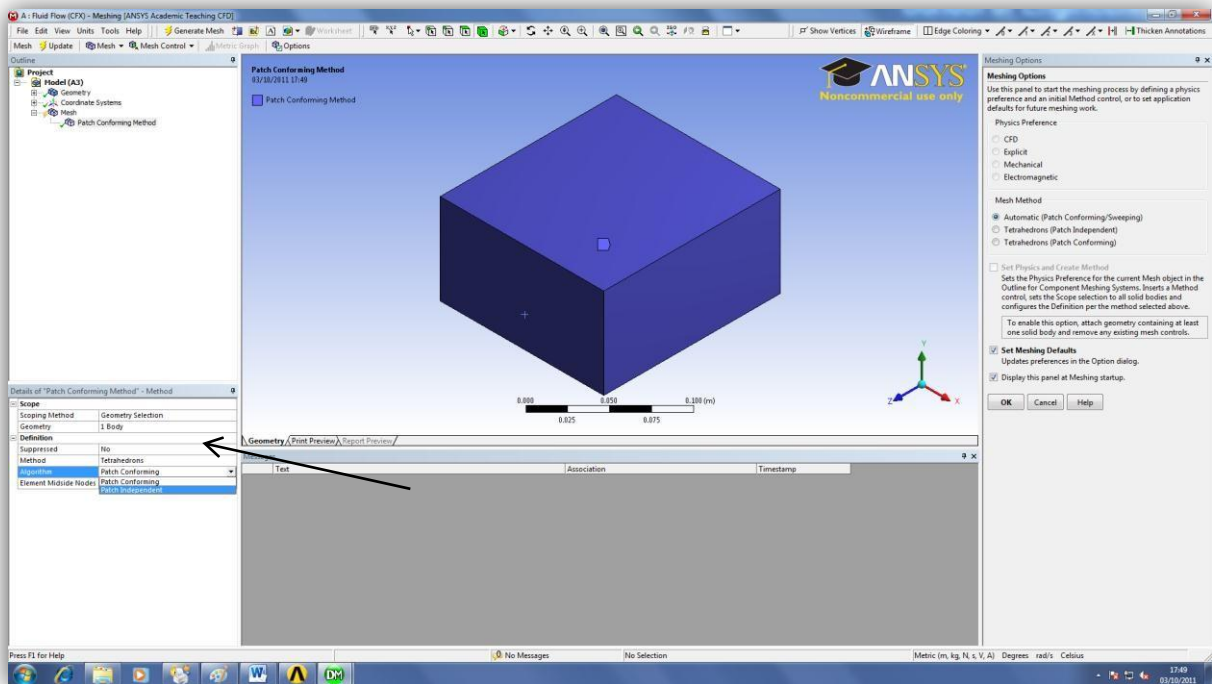 A : Fluid Flow (CFX) - Meshing [ANSYS Academic Teaching CFD]
File Edit View Units Tools Help Generate Mesh Worksheet Show Vertices Wireframe Edge Coloring Thicken Annotations
Mesh Update Mesh Mesh Control Metric Graph Options
Outline
Project
Model (A3)
Geometry
Coordinate Systems
Mesh
Patch Conforming Method
Details of "Patch Conforming Method" - Method
Scope
Scoping Method Geometry Selection
Geometry 1 Body
Definition
Suppressed No
Method Tetrahedrons
Algorithm Patch Conforming
Element Midside Nodes Patch Conforming
Patch Independent
Patch Conforming Method
03/10/2011 17:49
Patch Conforming Method
ANSYS
Noncommercial use only
Y
Z X
0.000 0.050 0.100 (m)
0.025 0.075
Geometry Print Preview Report Preview
Messages
Text Association Timestamp
Meshing Options
Meshing Options
Use this panel to start the meshing process by defining a physics
preference and an initial Method control, or to set application
defaults for future meshing work.
Physics Preference
CFD
Explicit
Mechanical
Electromagnetic
Mesh Method
Automatic (Patch Conforming/Sweeping)
Tetrahedrons (Patch Independent)
Tetrahedrons (Patch Conforming)
Set Physics and Create Method
Sets the Physics Preference for the current Mesh object in the
Outline for Component Meshing Systems. Inserts a Method
control, sets the Scope selection to all solid bodies and
configures the Definition per the method selected above.
To enable this option, attach geometry containing at least
one solid body and remove any existing mesh controls.
Set Meshing Defaults
Updates preferences in the Option dialog.
Display this panel at Meshing startup.
OK Cancel Help
Press F1 for Help No Messages No Selection Metric (m, kg, N, s, V, A) Degrees rad/s Celsius
W DM 17:49
03/10/2011